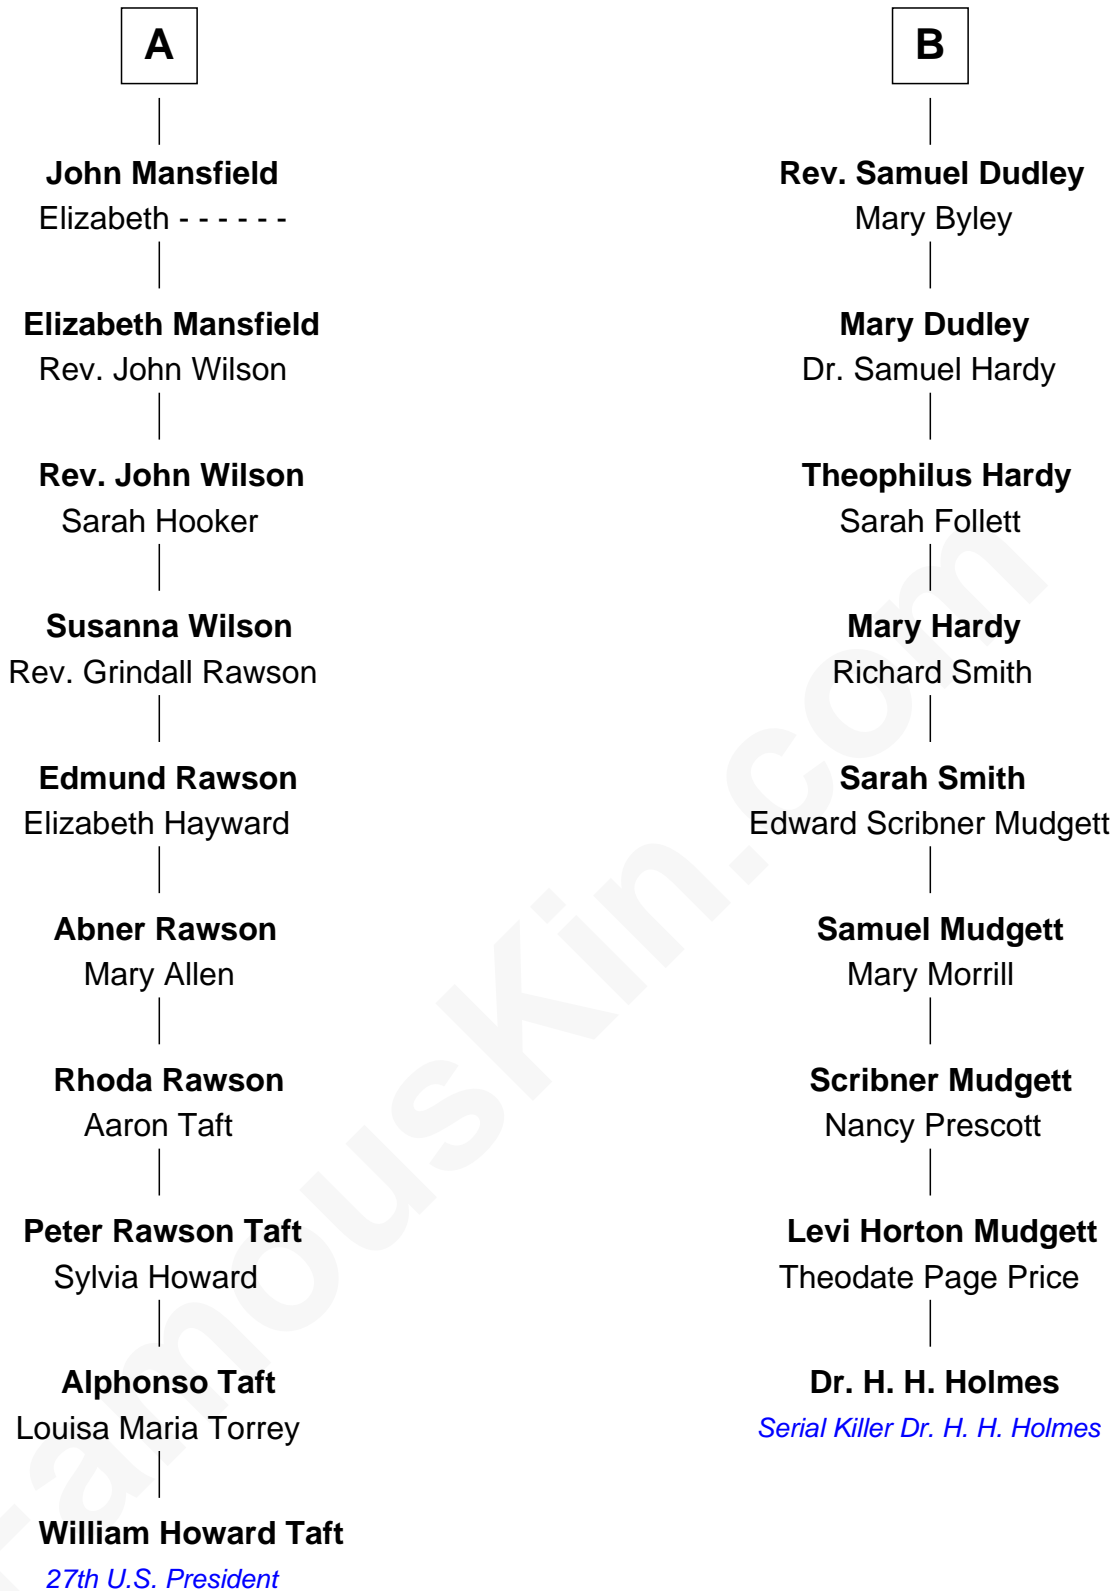 A
John Mansfield
Elizabeth - - - - - -
Elizabeth Mansfield
Rev. John Wilson
Rev. John Wilson
Sarah Hooker
Susanna Wilson
Rev. Grindall Rawson
Edmund Rawson
Elizabeth Hayward
Abner Rawson
Mary Allen
Rhoda Rawson
Aaron Taft
Peter Rawson Taft
Sylvia Howard
Alphonso Taft
Louisa Maria Torrey
William Howard Taft
27th U.S. President
B
Rev. Samuel Dudley
Mary Byley
Mary Dudley
Dr. Samuel Hardy
Theophilus Hardy
Sarah Follett
Mary Hardy
Richard Smith
Sarah Smith
Edward Scribner Mudgett
Samuel Mudgett
Mary Morrill
Scribner Mudgett
Nancy Prescott
Levi Horton Mudgett
Theodate Page Price
Dr. H. H. Holmes
Serial Killer Dr. H. H. Holmes
FamousKin.com